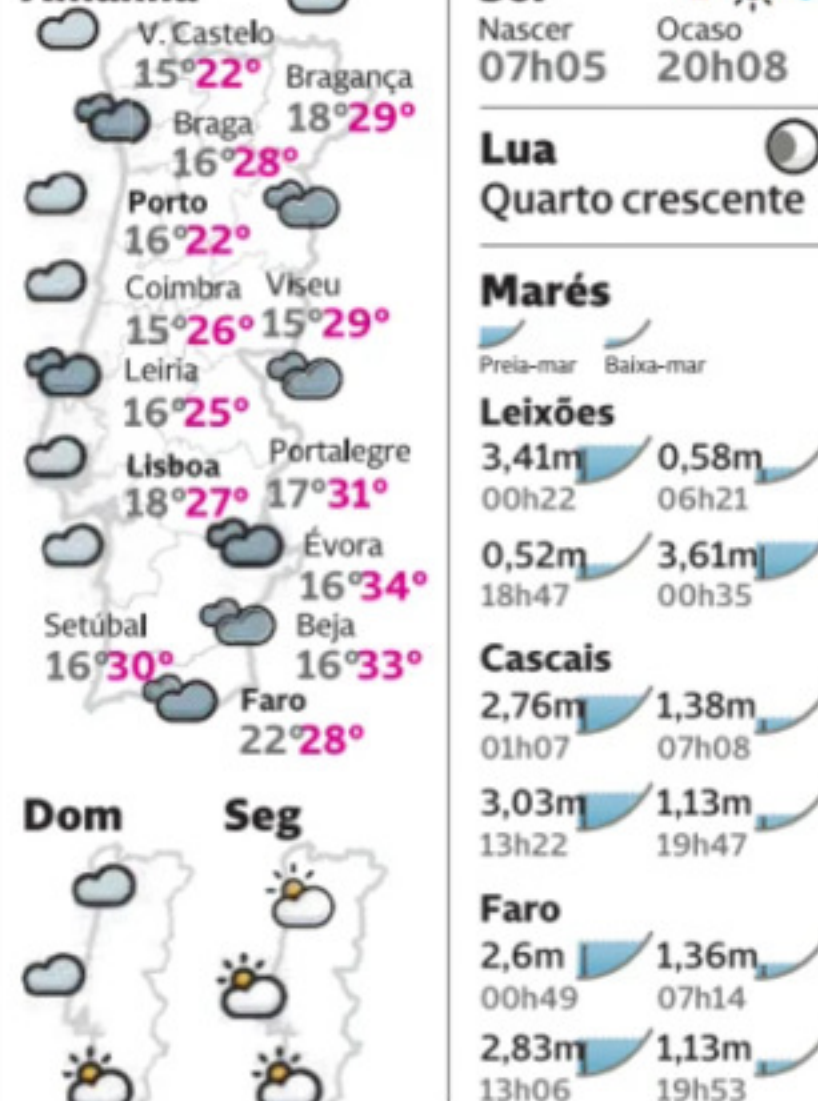 V. Castelo
15°22°
Bragança
18°29°
Braga
16°28°
Porto
16°22°
Coimbra
15°26°
Viseu
15°29°
Leiria
16°25°
Lisboa
18°27°
Portalegre
17°31°
Évora
16°34°
Setúbal
16°30°
Beja
16°33°
Faro
22°28°
Dom
Seg
Nascer Ocaso
07h05 20h08
Lua
Quarto crescente
Marés
Preia-mar Baixa-mar
Leixões
3,41m 0,58m
00h22 06h21
0,52m 3,61m
18h47 00h35
Cascais
2,76m 1,38m
01h07 07h08
3,03m 1,13m
13h22 19h47
Faro
2,6m 1,36m
00h49 07h14
2,83m 1,13m
13h06 19h53